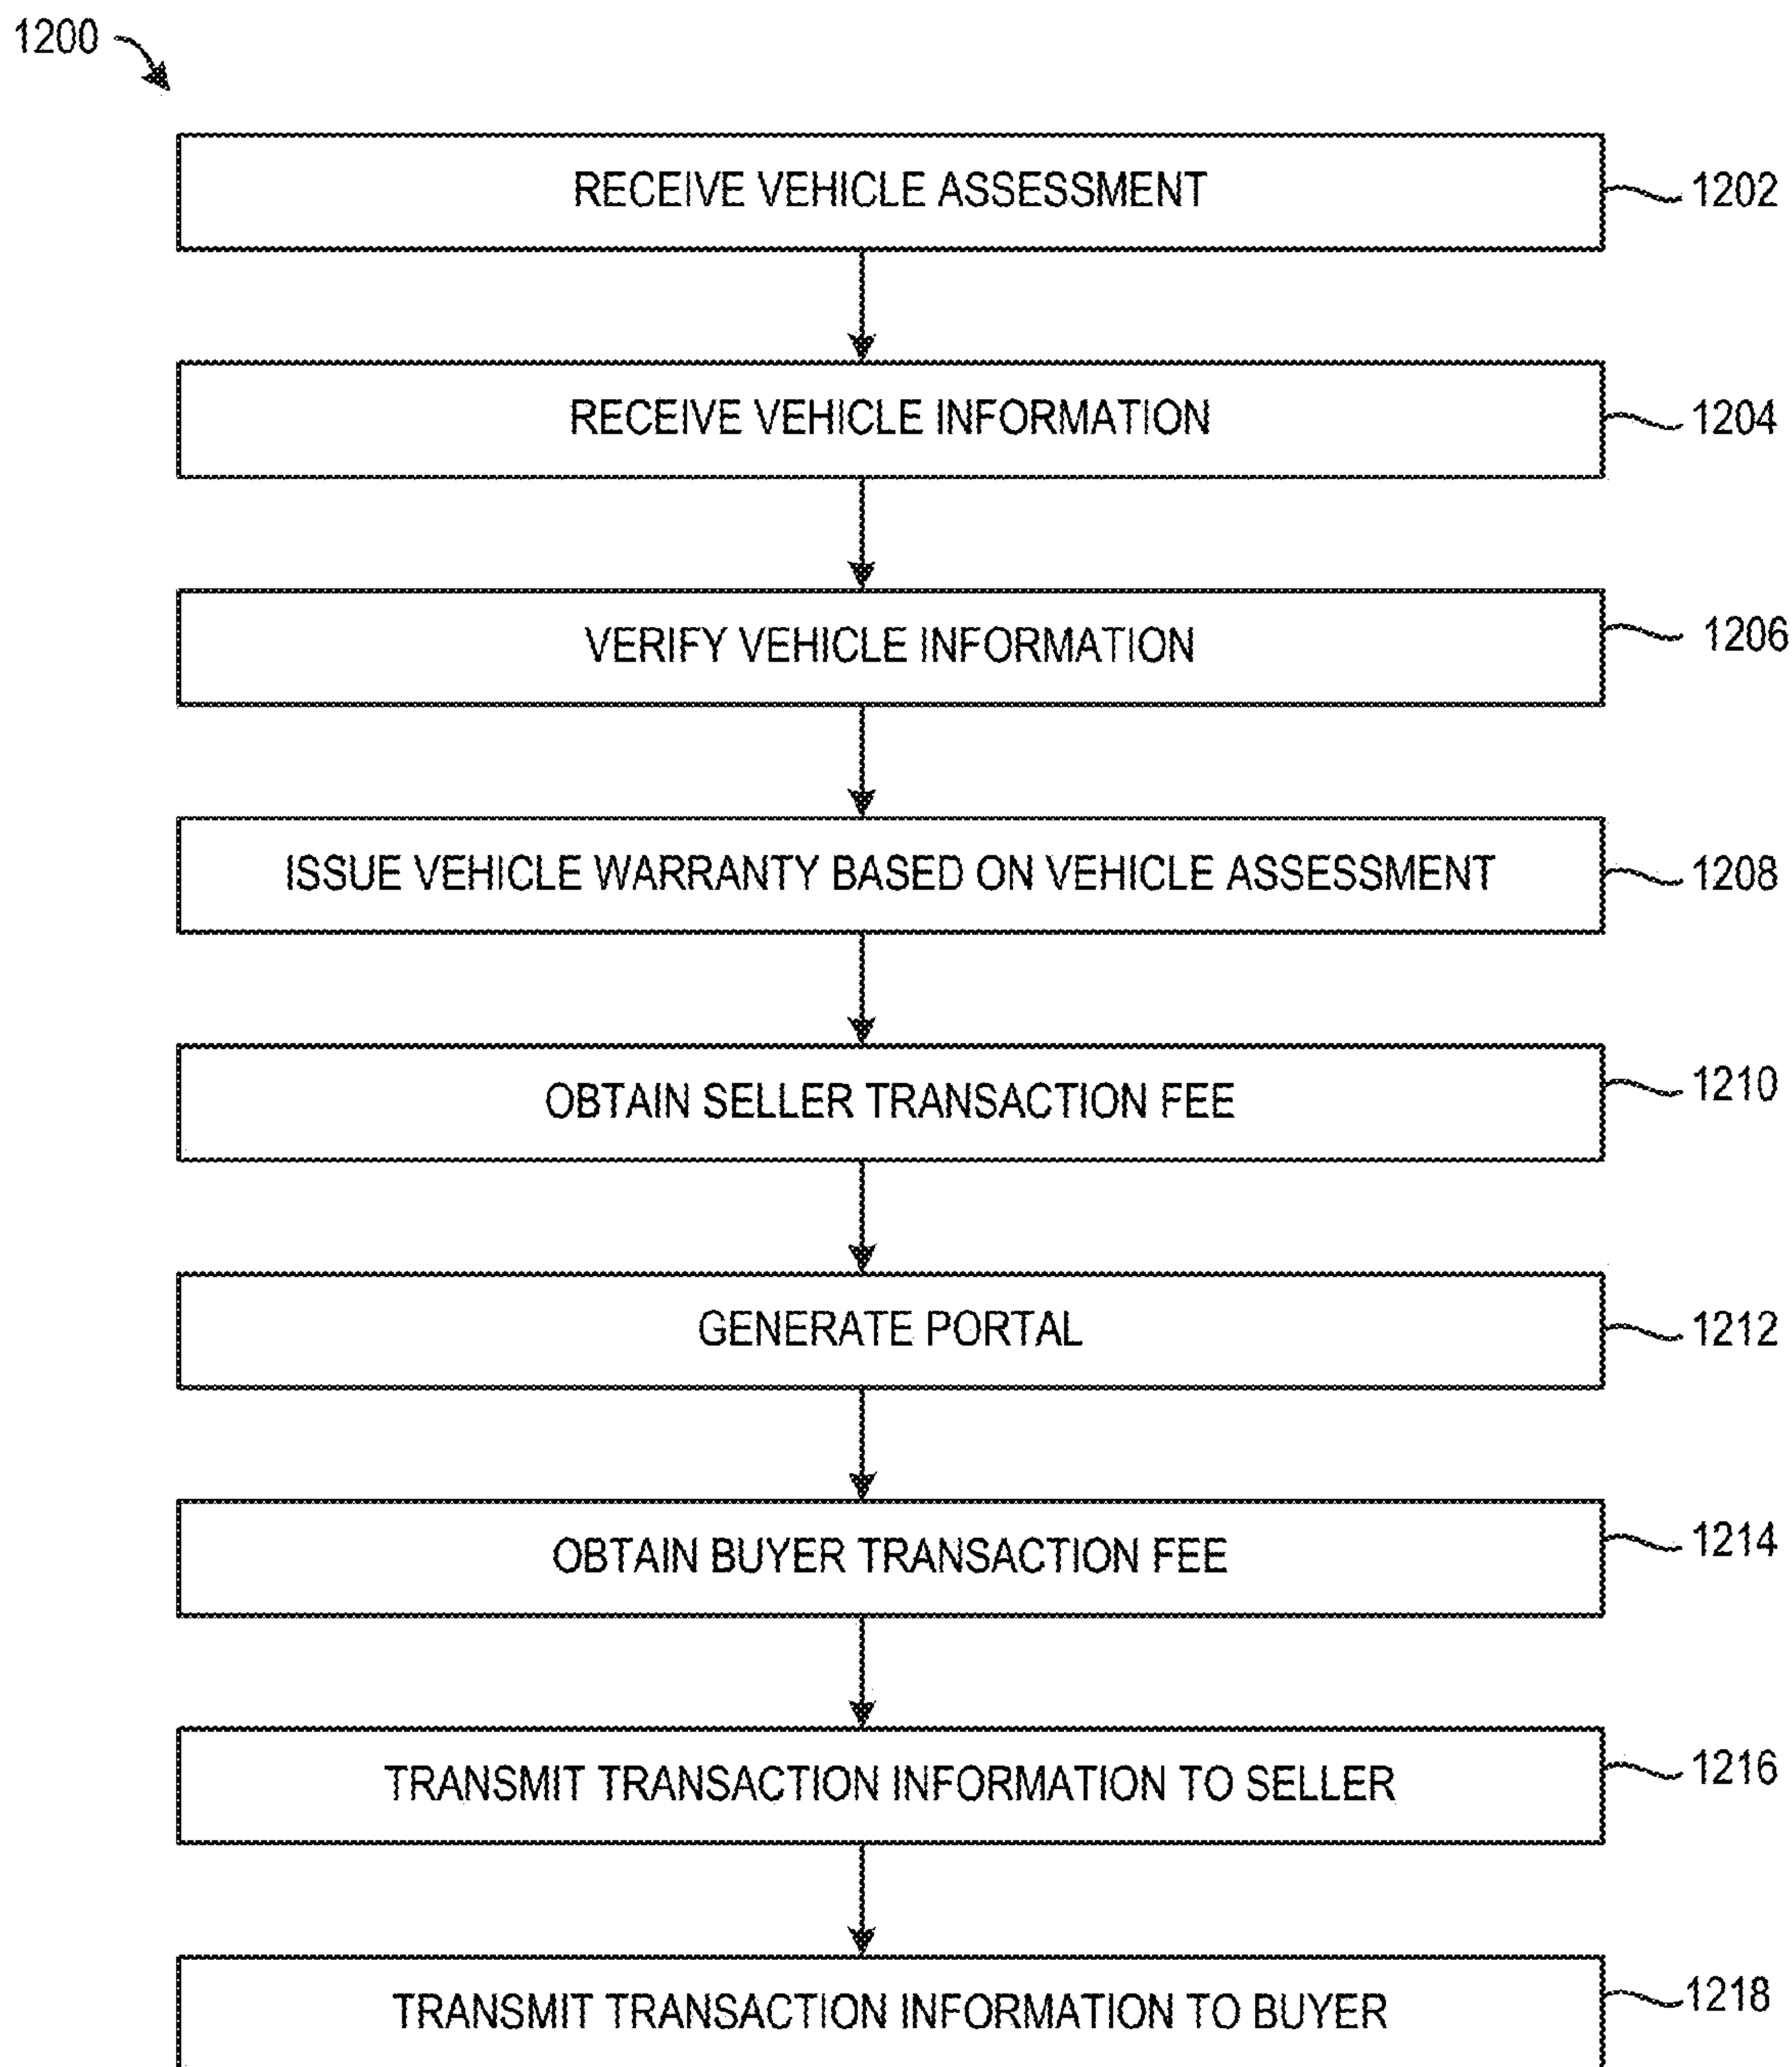 1200
RECEIVE VEHICLE ASSESSMENT 1202
RECEIVE VEHICLE INFORMATION 1204
VERIFY VEHICLE INFORMATION 1206
ISSUE VEHICLE WARRANTY BASED ON VEHICLE ASSESSMENT 1208
OBTAIN SELLER TRANSACTION FEE 1210
GENERATE PORTAL 1212
OBTAIN BUYER TRANSACTION FEE 1214
TRANSMIT TRANSACTION INFORMATION TO SELLER 1216
TRANSMIT TRANSACTION INFORMATION TO BUYER 1218